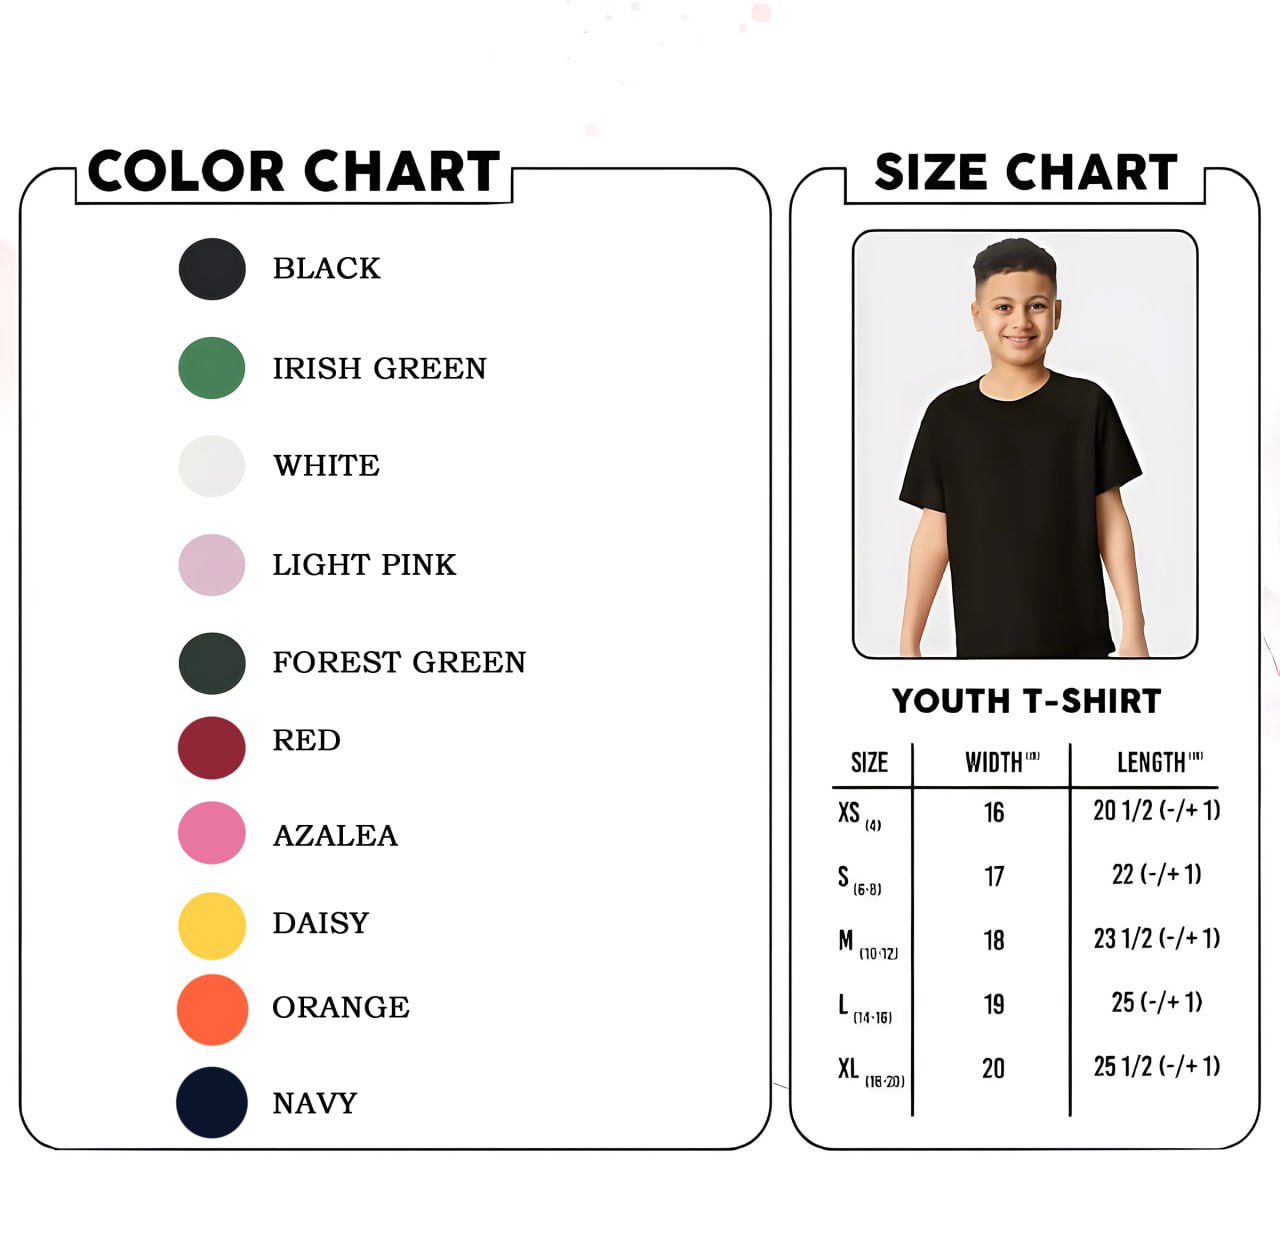 COLOR CHART
BLACK
IRISH GREEN
WHITE
LIGHT PINK
FOREST GREEN
RED
AZALEA
DAISY
ORANGE
NAVY
SIZE CHART
YOUTH T-SHIRT
SIZE WIDTH (IN) LENGTH (IN)
XS (4) 16 20 1/2 (-/+ 1)
S (6-8) 17 22 (-/+ 1)
M (10-12) 18 23 1/2 (-/+ 1)
L (14-16) 19 25 (-/+ 1)
XL (18-20) 20 25 1/2 (-/+ 1)